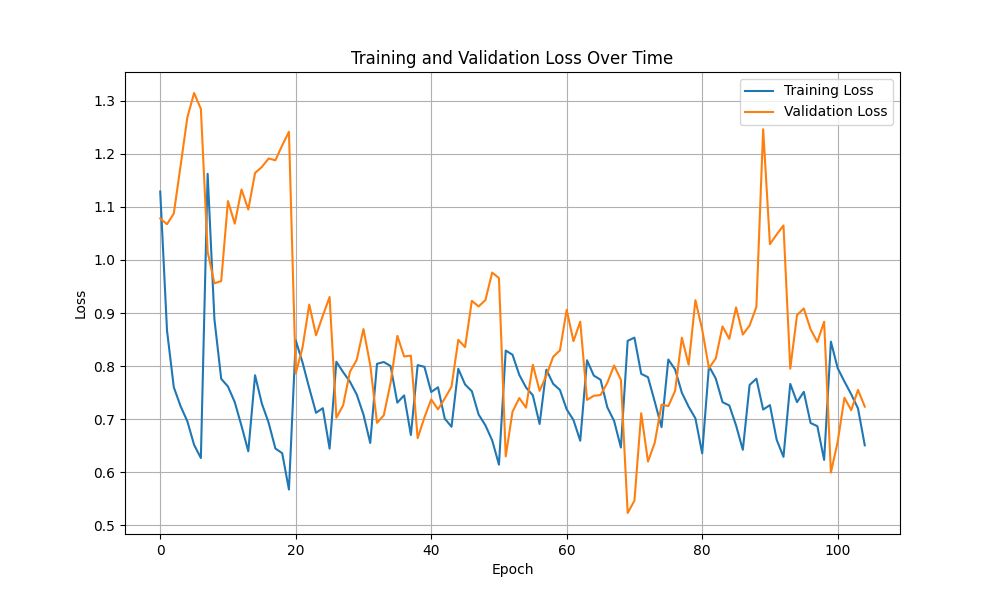 Training and Validation Loss Over Time
Training Loss
Validation Loss
1.3
1.2
1.1
1.0
0.9
0.8
0.7
0.6
0.5
Loss
0 20 40 60 80 100
Epoch